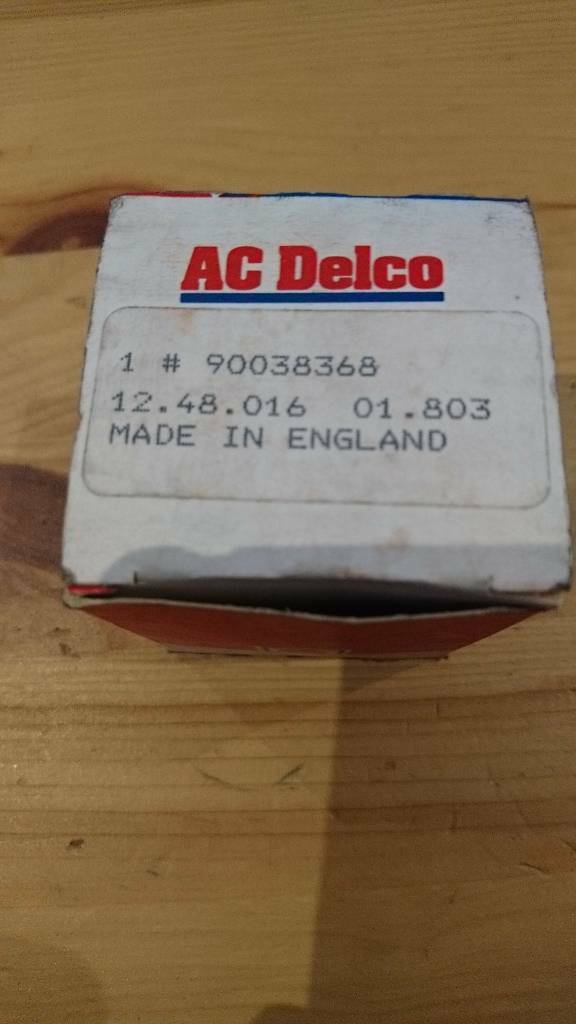 AC Delco
1 # 90038368
12.48.016 01.803
MADE IN ENGLAND